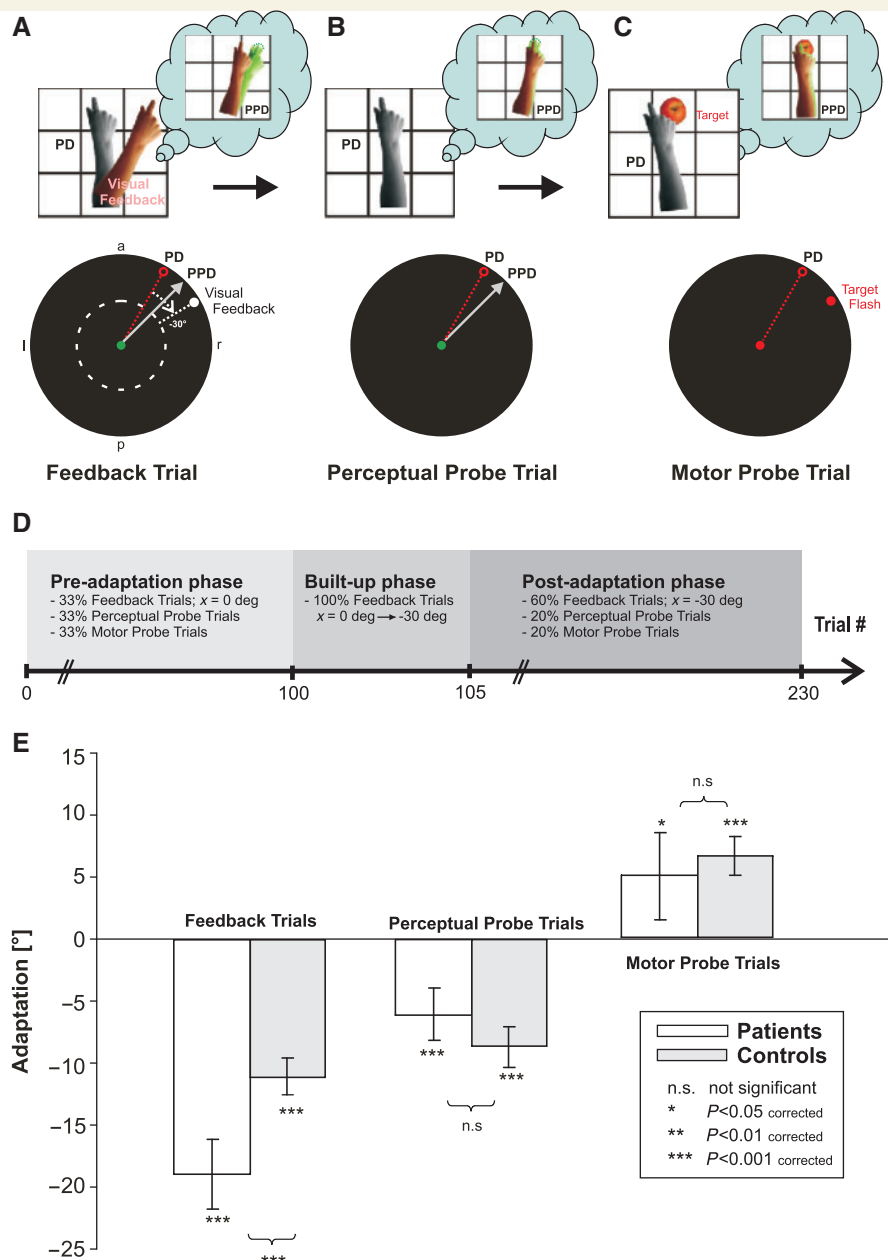 A
B
C
PPD
PPD
PPD
PD
Visual
Feedback
PD
PD
Target
a
PD
PPD
Visual
Feedback
-30°
l
r
p
PD
PPD
PD
Target
Flash
Feedback Trial
Perceptual Probe Trial
Motor Probe Trial
D
Pre-adaptation phase
- 33% Feedback Trials; x = 0 deg
- 33% Perceptual Probe Trials
- 33% Motor Probe Trials
Built-up phase
- 100% Feedback Trials
x = 0 deg → -30 deg
Post-adaptation phase
- 60% Feedback Trials; x = -30 deg
- 20% Perceptual Probe Trials
- 20% Motor Probe Trials
Trial #
0
100
105
230
E
Adaptation [°]
15
10
5
0
−5
−10
−15
−20
−25
Feedback Trials
***
***
***
Perceptual Probe Trials
***
***
n.s
n.s
*
***
Motor Probe Trials
Patients
Controls
n.s. not significant
* P<0.05 corrected
** P<0.01 corrected
*** P<0.001 corrected